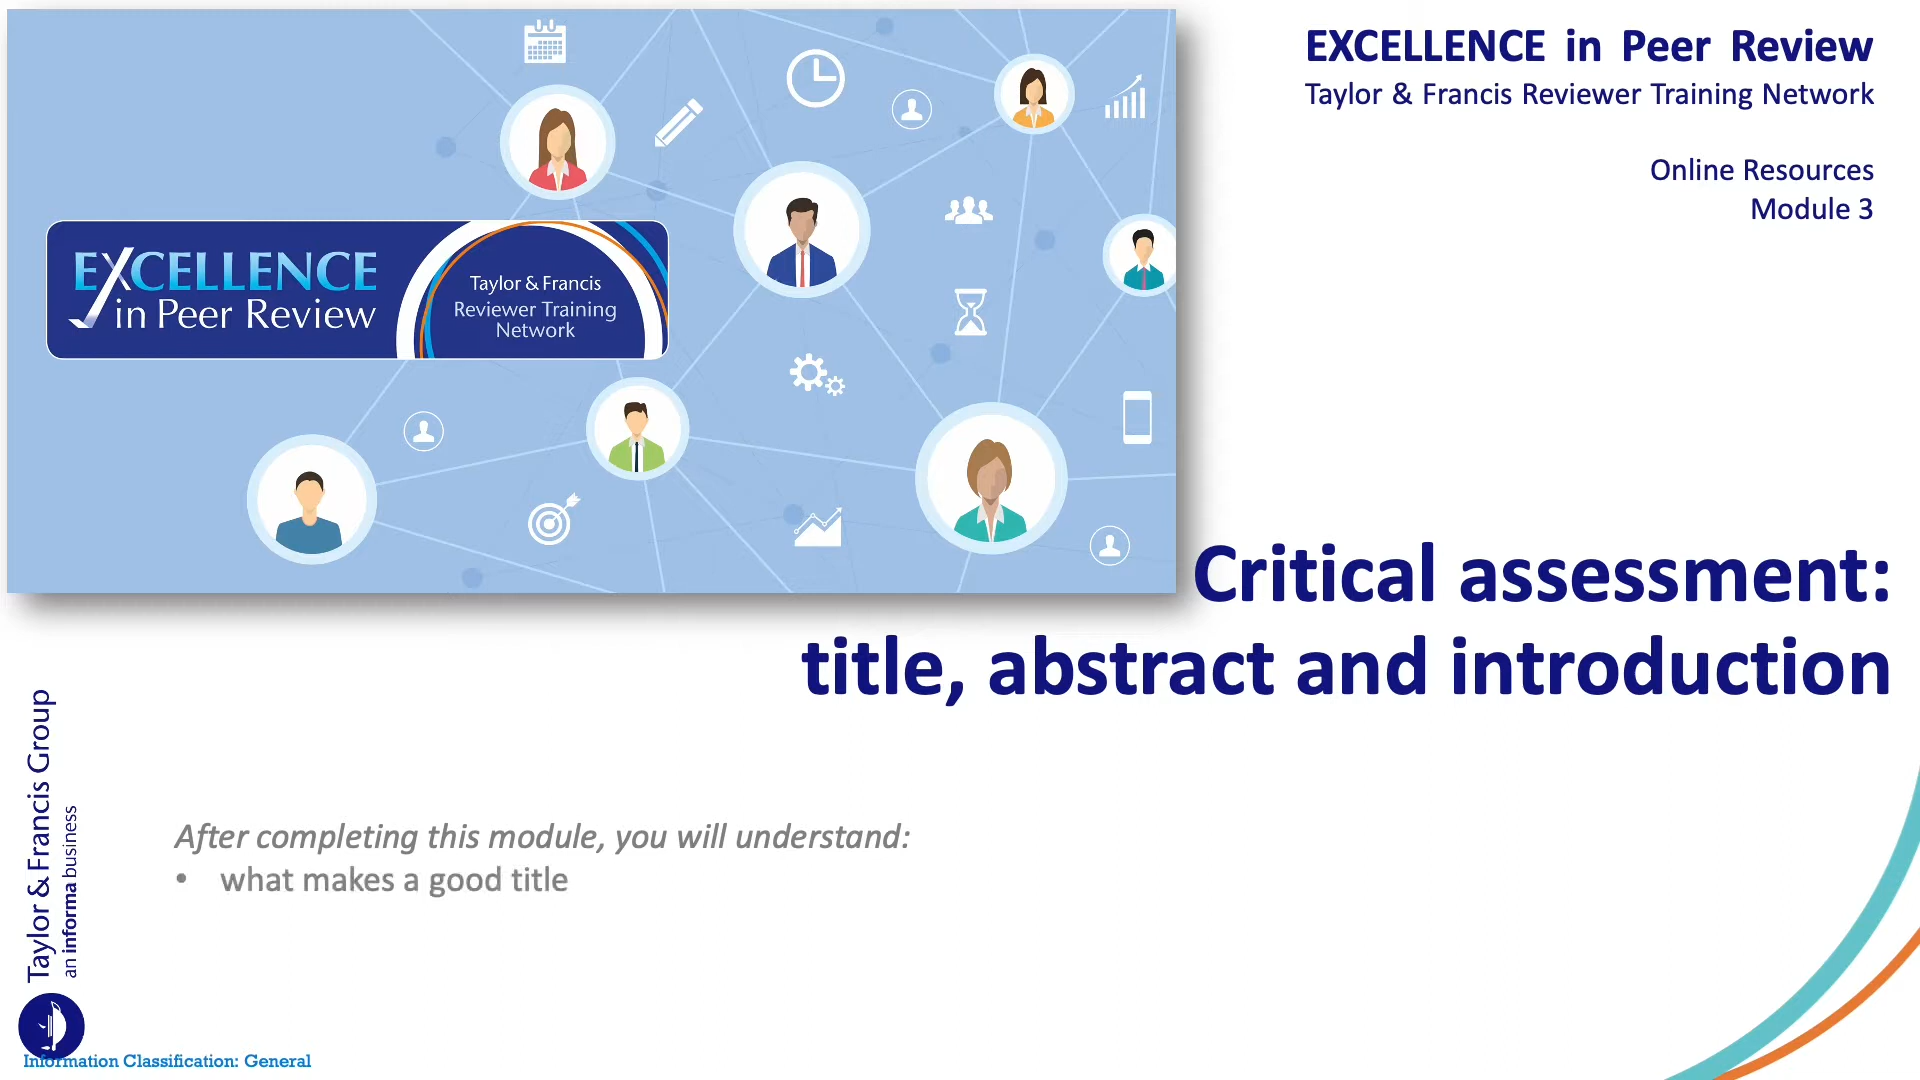 EXCELLENCE in Peer Review
Taylor & Francis Reviewer Training Network
Online Resources
Module 3
EXCELLENCE
in Peer Review
Taylor & Francis
Reviewer Training
Network
Critical assessment:
title, abstract and introduction
After completing this module, you will understand:
• what makes a good title
Taylor & Francis Group
an informa business
Information Classification: General